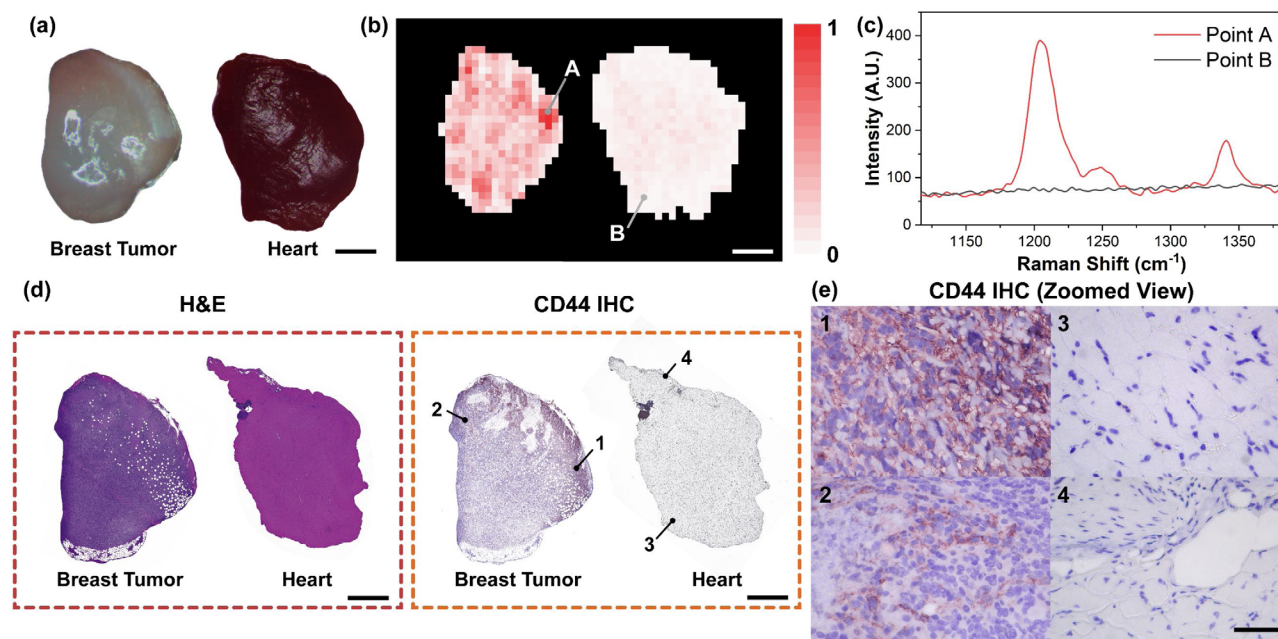 (a)
Breast Tumor
Heart
(b)
A
B
1
0
(c)
Point A
Point B
400
300
200
100
0
Intensity (A.U.)
1150
1200
1250
1300
1350
Raman Shift (cm⁻¹)
(d)
H&E
CD44 IHC
Breast Tumor
Heart
2
1
4
3
Breast Tumor
Heart
(e)
CD44 IHC (Zoomed View)
1
3
2
4